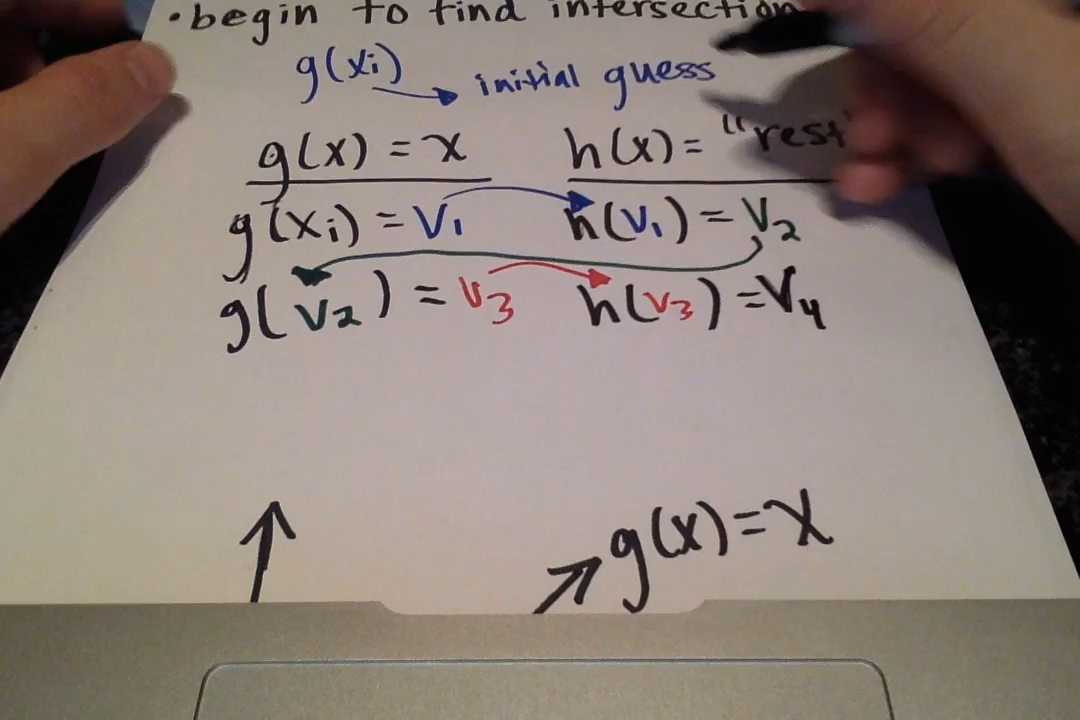 • begin to find intersection
g(xi) → initial guess
g(x) = x h(x) = "rest"
g(xi) = V1 h(V1) = V2
g(V2) = V3 h(V3) = V4
g(x) = x